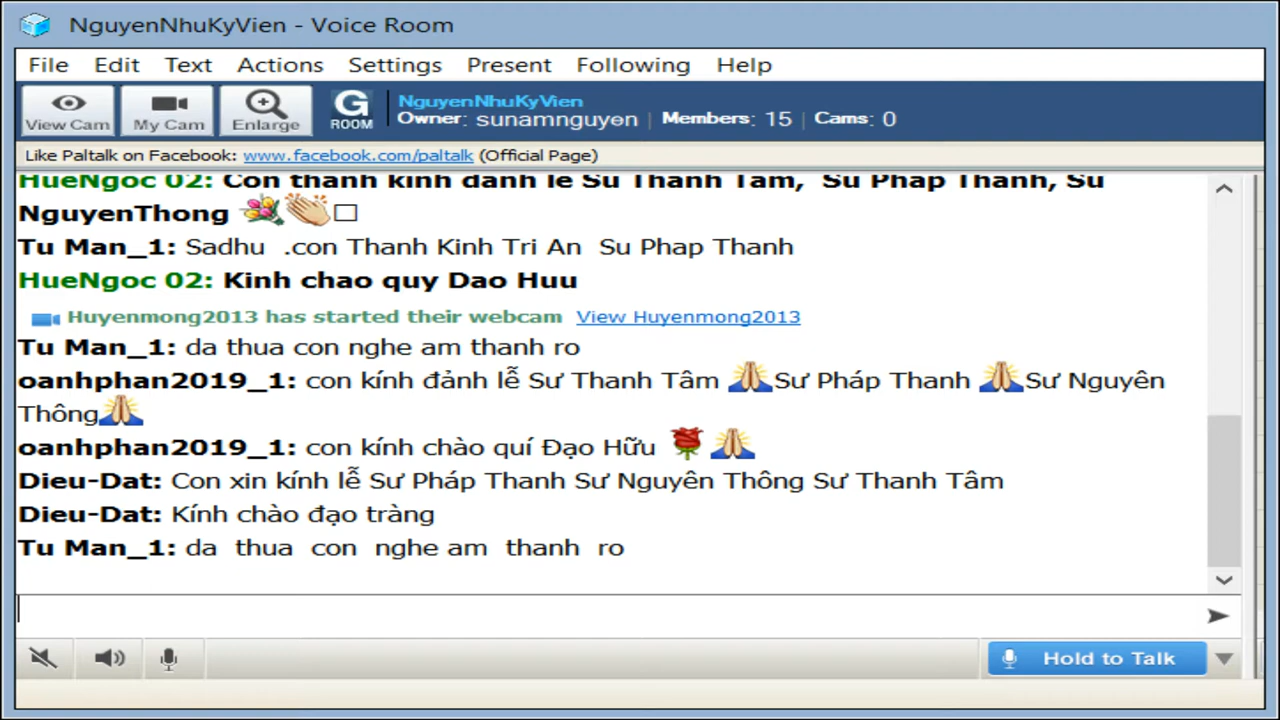 NguyenNhuKyVien - Voice Room
File Edit Text Actions Settings Present Following Help
View Cam My Cam Enlarge G ROOM NguyenNhuKyVien
Owner: sunamnguyen | Members: 15 | Cams: 0
Like Paltalk on Facebook: www.facebook.com/paltalk (Official Page)
HueNgoc 02: Con thanh kinh danh le Su Thanh Tam, Su Phap Thanh, Su
NguyenThong
Tu Man_1: Sadhu .con Thanh Kinh Tri An Su Phap Thanh
HueNgoc 02: Kinh chao quy Dao Huu
Huyenmong2013 has started their webcam View Huyenmong2013
Tu Man_1: da thua con nghe am thanh ro
oanhphan2019_1: con kính đảnh lễ Sư Thanh Tâm 🙏Sư Pháp Thanh 🙏Sư Nguyên
Thông🙏
oanhphan2019_1: con kính chào quí Đạo Hữu 🌹 🙏
Dieu-Dat: Con xin kính lễ Sư Pháp Thanh Sư Nguyên Thông Sư Thanh Tâm
Dieu-Dat: Kính chào đạo tràng
Tu Man_1: da thua con nghe am thanh ro
Hold to Talk